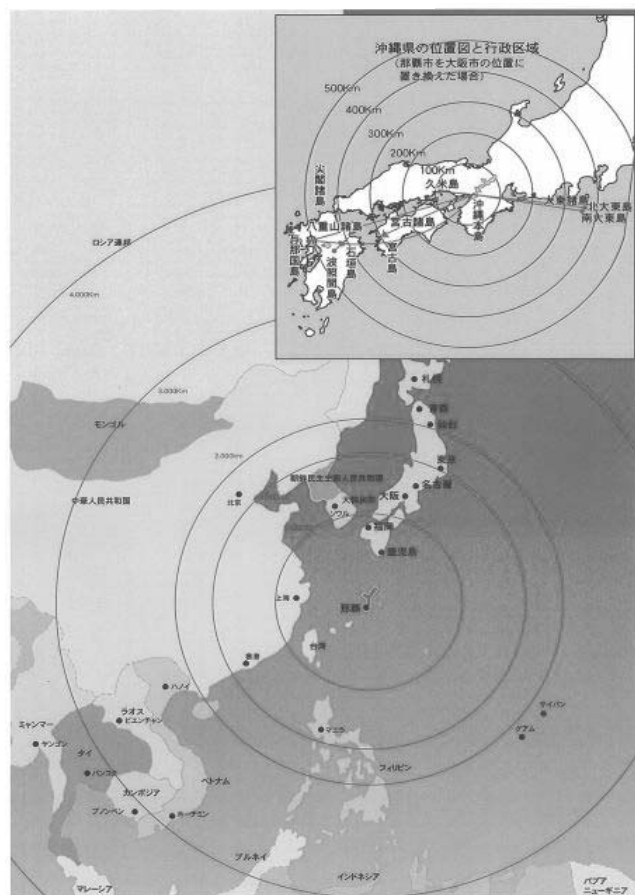 沖縄県の位置図と行政区域
(那覇市を大阪市の位置に
置き換えた場合)
500Km
400Km
300Km
200Km
100Km
久米島
尖閣諸島
八重山諸島
宮古諸島
沖縄本島
大東諸島
北大東島
南大東島
与那国島
波照間島
石垣島
宮古島
ロシア連邦
4,000Km
3,000Km
モンゴル
2,000Km
札幌
青森
仙台
東京
朝鮮民主主義人民共和国
中華人民共和国
北京
大韓民国
ソウル
大阪
名古屋
福岡
鹿児島
上海
那覇
台湾
香港
ハノイ
ラオス
ビエンチャン
ミャンマー
ヤンゴン
マニラ
サイパン
グアム
タイ
バンコク
ベトナム
フィリピン
カンボジア
プノンペン
ホーチミン
ブルネイ
マレーシア
インドネシア
パプア
ニューギニア